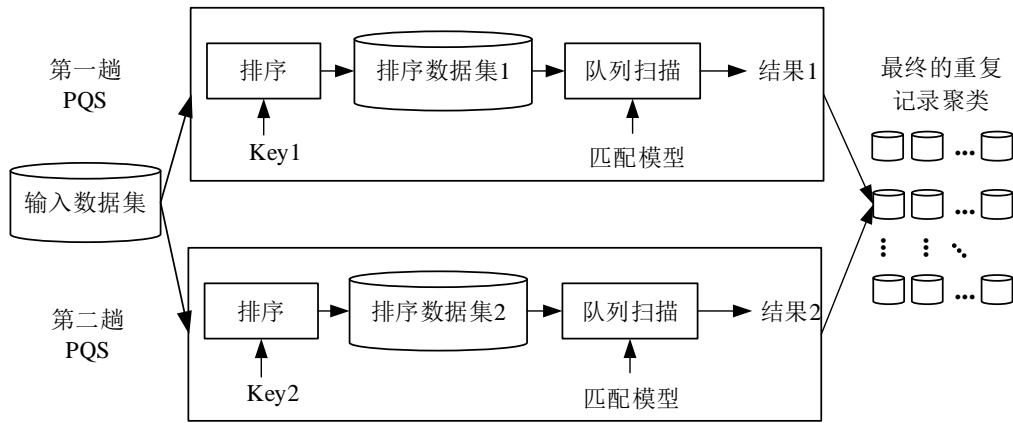 第一趟
PQS
排序
排序数据集1
队列扫描
结果1
Key1
匹配模型
输入数据集
最终的重复
记录聚类
第二趟
PQS
排序
排序数据集2
队列扫描
结果2
Key2
匹配模型